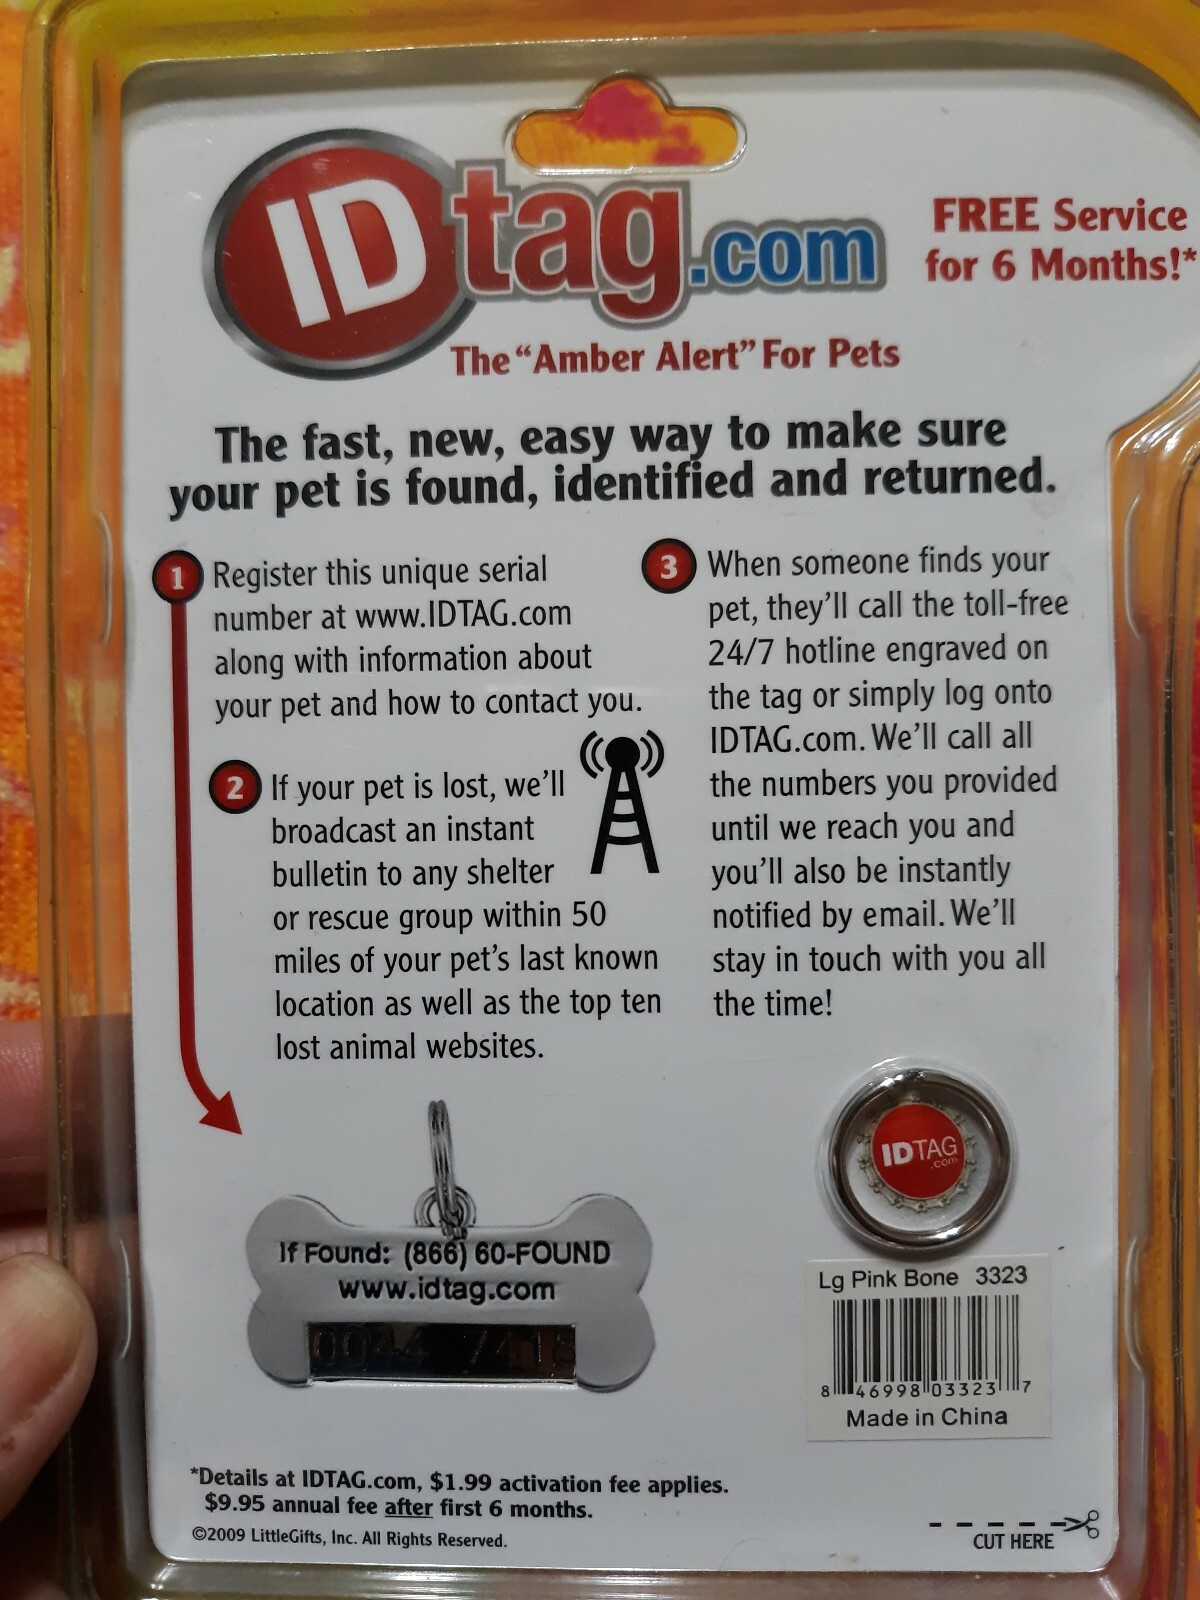 IDtag.com
FREE Service
for 6 Months!*
The “Amber Alert” For Pets
The fast, new, easy way to make sure
your pet is found, identified and returned.
1 Register this unique serial
number at www.IDTAG.com
along with information about
your pet and how to contact you.
2 If your pet is lost, we’ll
broadcast an instant
bulletin to any shelter
or rescue group within 50
miles of your pet’s last known
location as well as the top ten
lost animal websites.
3 When someone finds your
pet, they’ll call the toll-free
24/7 hotline engraved on
the tag or simply log onto
IDTAG.com. We’ll call all
the numbers you provided
until we reach you and
you’ll also be instantly
notified by email. We’ll
stay in touch with you all
the time!
IDTAG
.com
If Found: (866) 60-FOUND
www.idtag.com
Lg Pink Bone 3323
8 46998 03323 7
Made in China
*Details at IDTAG.com, $1.99 activation fee applies.
$9.95 annual fee after first 6 months.
©2009 LittleGifts, Inc. All Rights Reserved.
CUT HERE